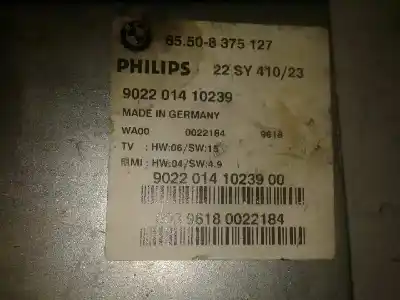 65.50-8 375 127
PHILIPS 22 SY 410/23
9022 014 10239
MADE IN GERMANY
WA00 0022184 9618
TV : HW:06/SW:15
MMI : HW:04/SW:4.9
9022 014 10239 00
9618 0022184